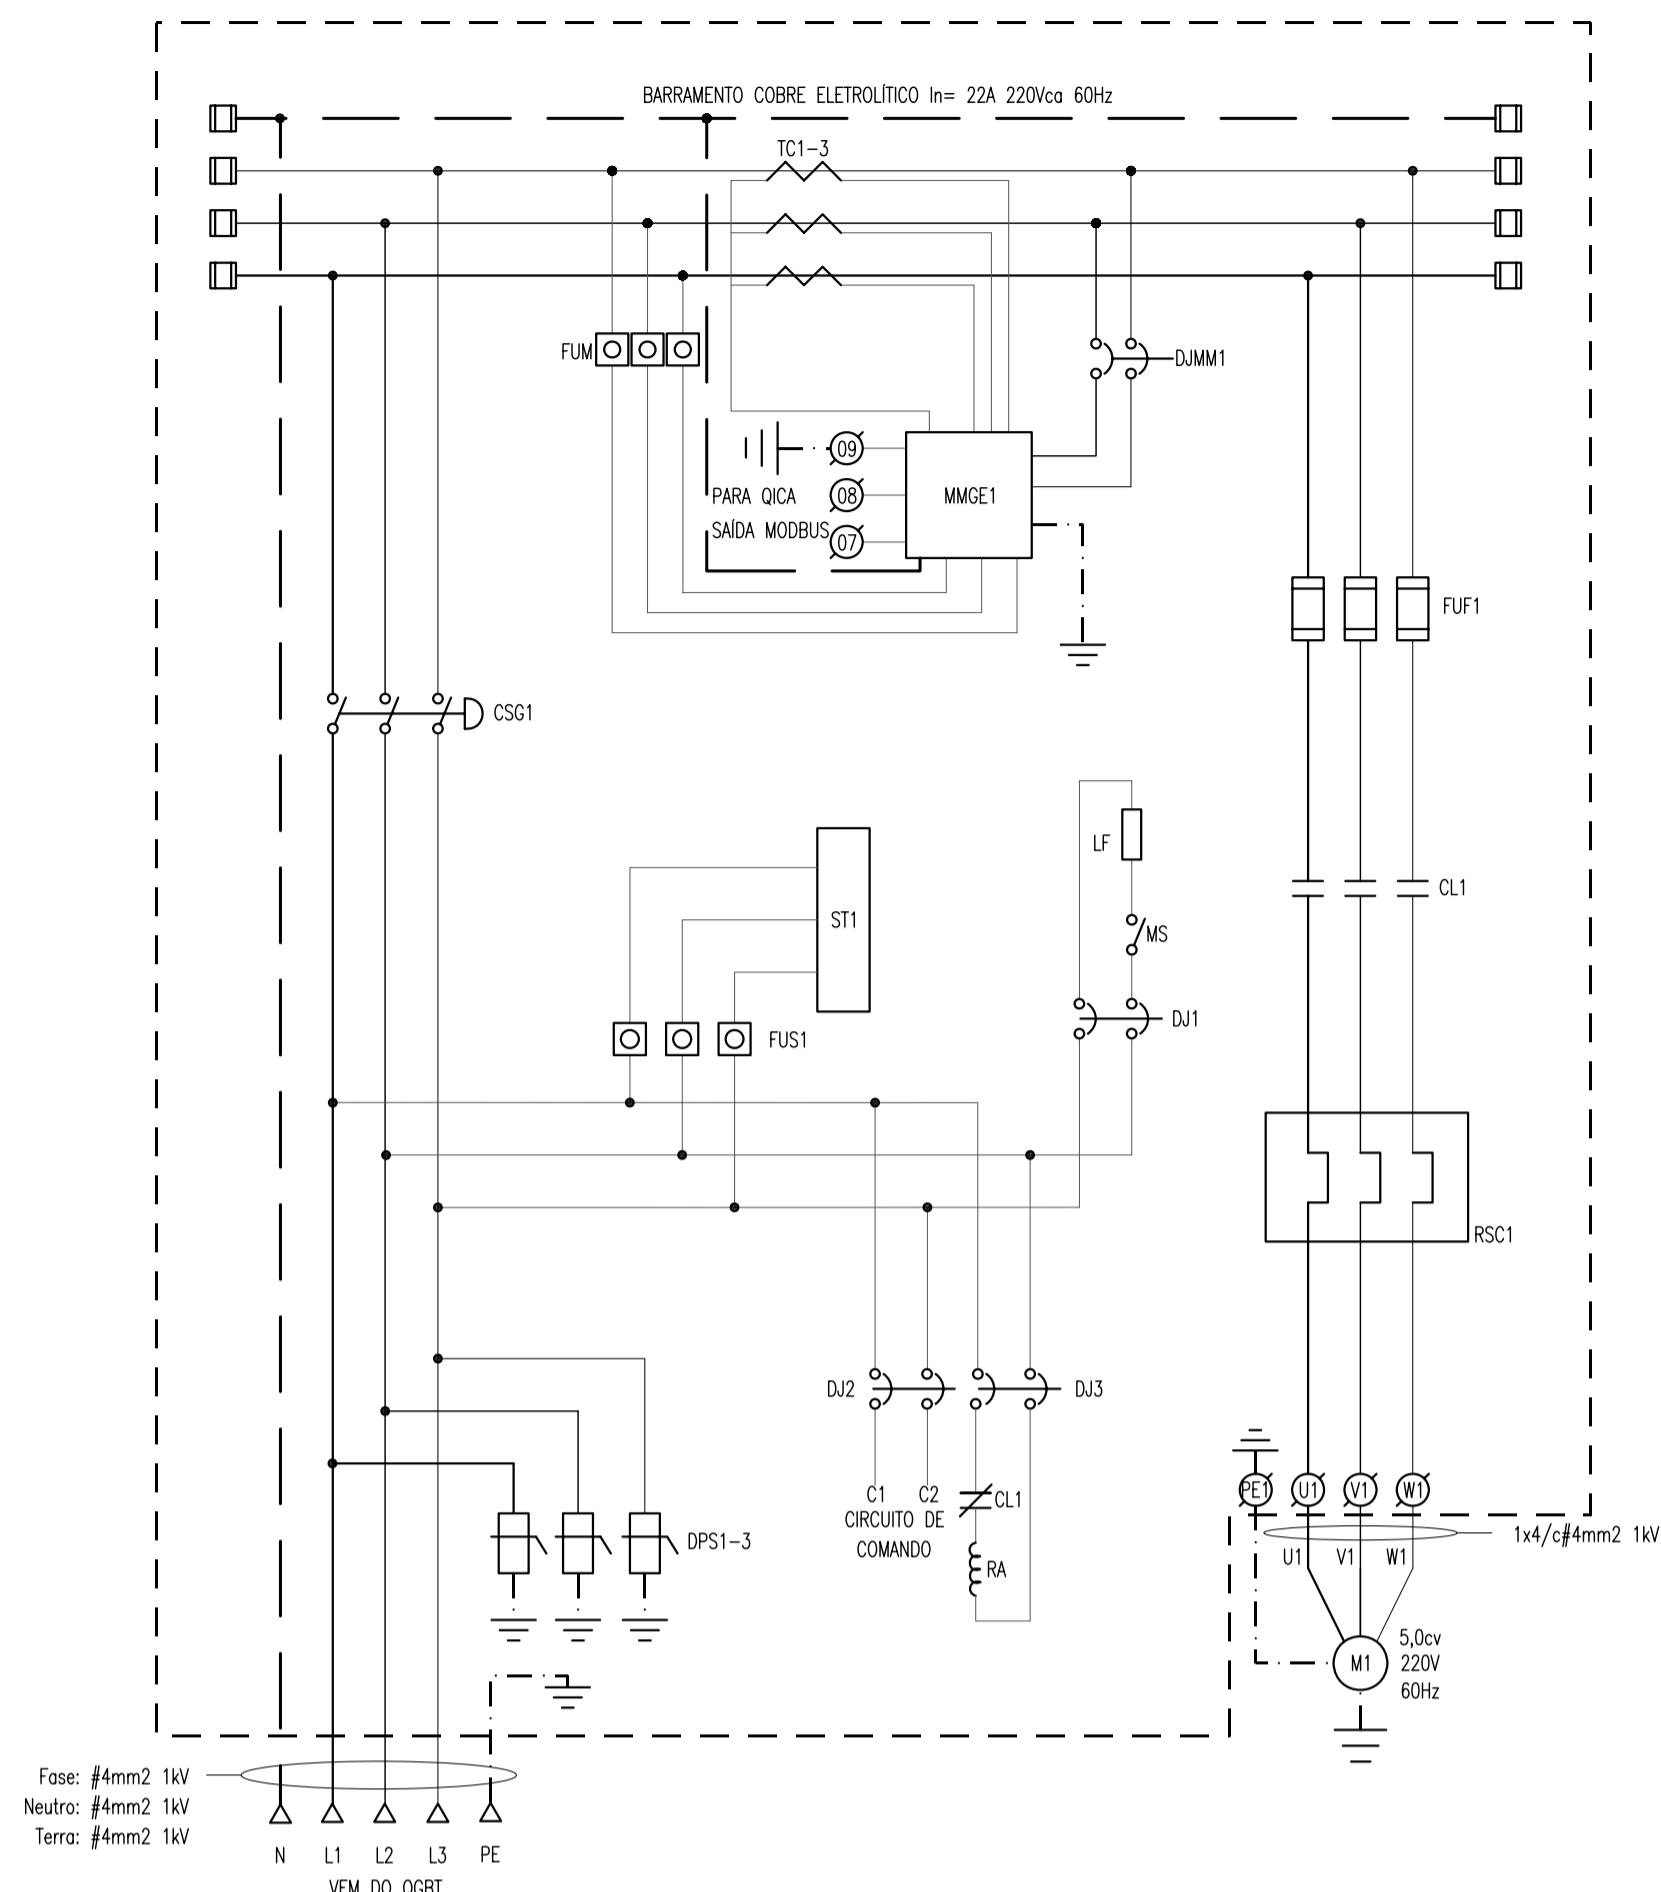 BARRAMENTO COBRE ELETROLÍTICO In= 22A 220Vca 60Hz
TC1-3
FUM
DJMM1
09
PARA QICA
08
MMGE1
SAÍDA MODBUS
07
FUF1
CSG1
LF
CL1
ST1
MS
DJ1
FUS1
RSC1
DJ2
DJ3
PE1
U1
V1
W1
C1
C2
CL1
CIRCUITO DE
COMANDO
DPS1-3
RA
1x4/c#4mm2 1kV
U1
V1
W1
5,0cv
M1
220V
60Hz
Fase: #4mm2 1kV
Neutro: #4mm2 1kV
Terra: #4mm2 1kV
N
L1
L2
L3
PE
VEM DO QGBT